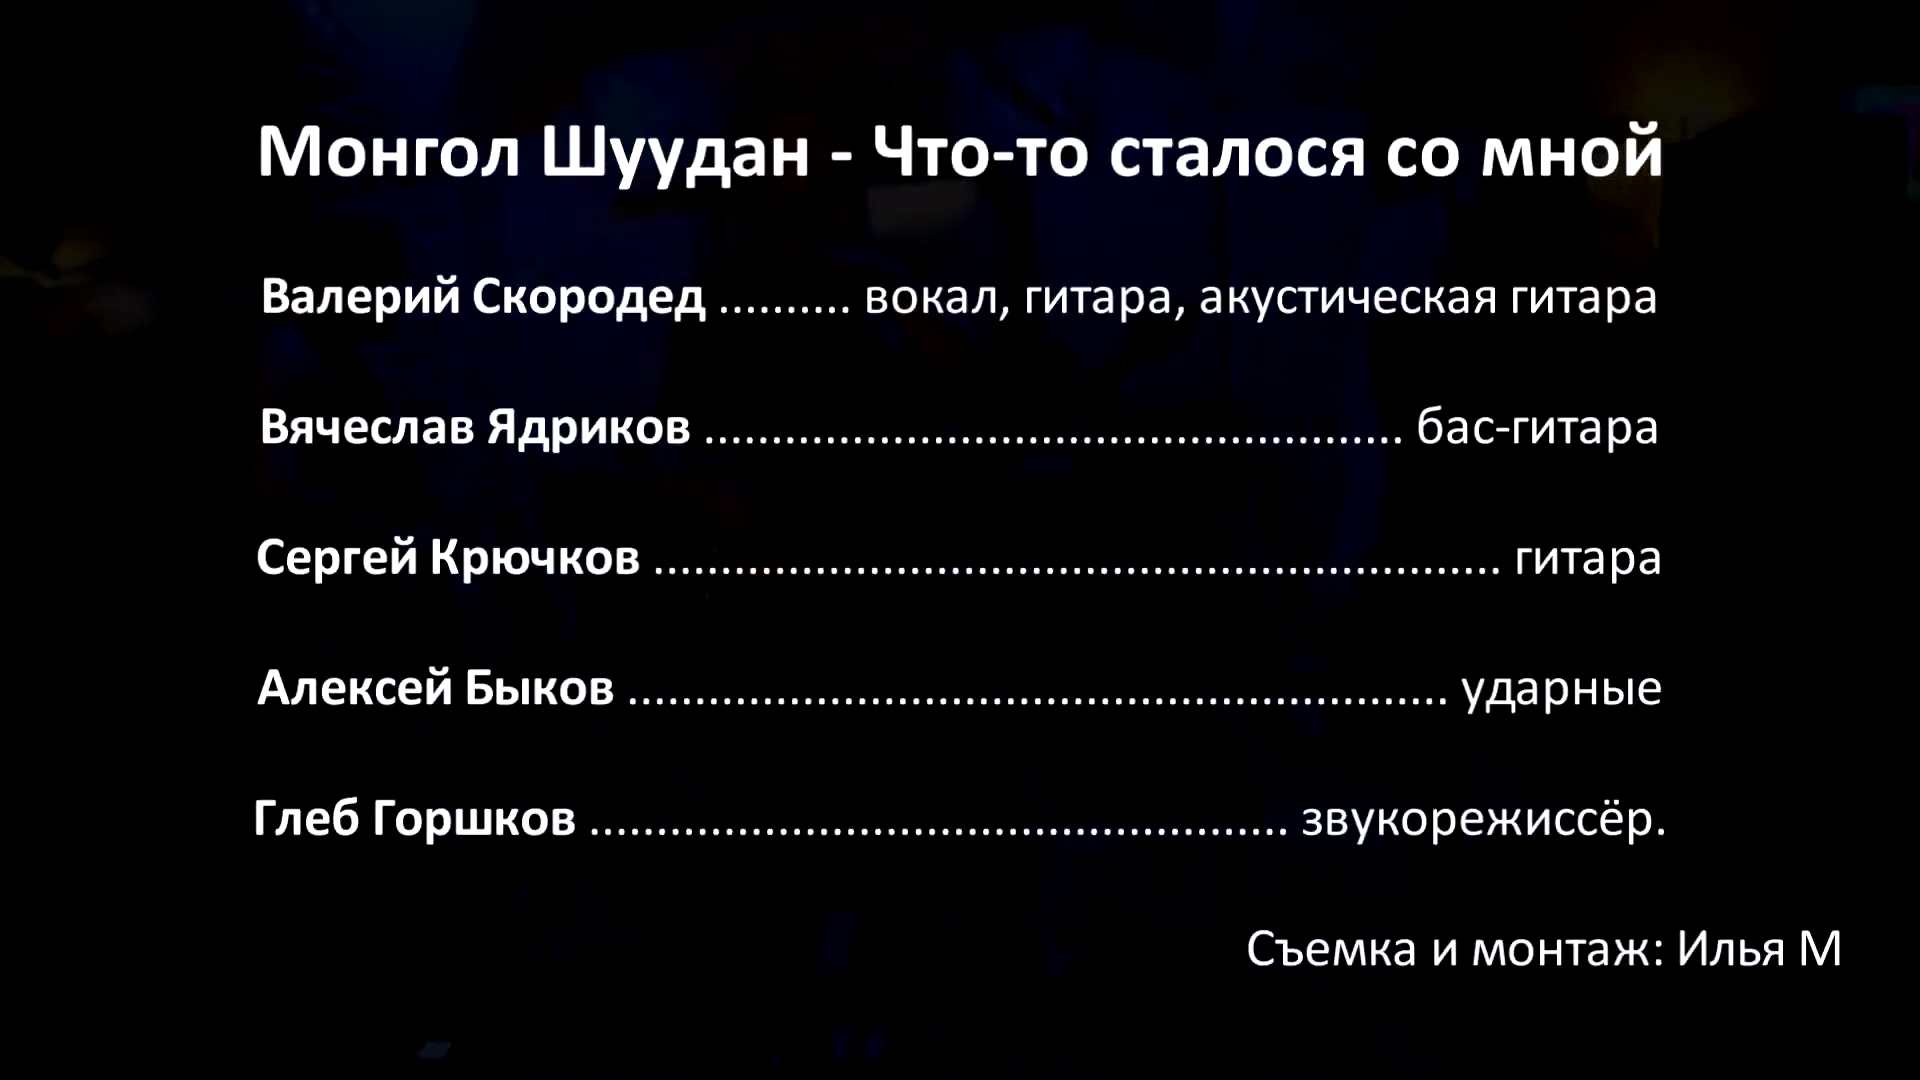 Монгол Шуудан - Что-то сталося со мной
Валерий Скородед .......... вокал, гитара, акустическая гитара
Вячеслав Ядриков .................................................... бас-гитара
Сергей Крючков ............................................................... гитара
Алексей Быков ............................................................. ударные
Глеб Горшков .................................................... звукорежиссёр.
Съемка и монтаж: Илья М